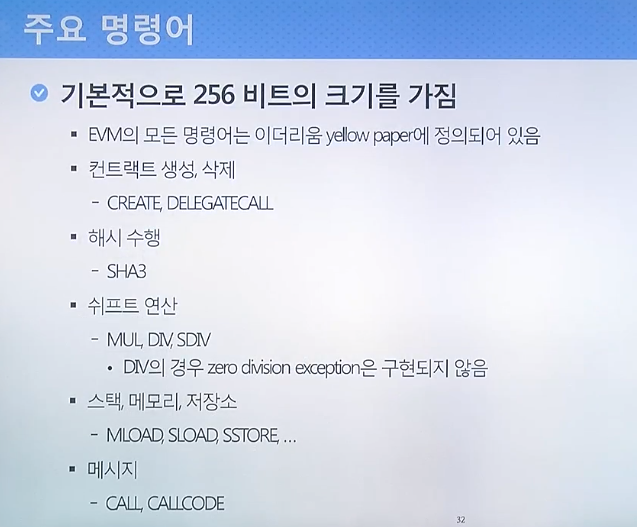 주요 명령어
기본적으로 256 비트의 크기를 가짐
▪ EVM의 모든 명령어는 이더리움 yellow paper에 정의되어 있음
▪ 컨트랙트 생성, 삭제
– CREATE, DELEGATECALL
▪ 해시 수행
– SHA3
▪ 쉬프트 연산
– MUL, DIV, SDIV
• DIV의 경우 zero division exception은 구현되지 않음
▪ 스택, 메모리, 저장소
– MLOAD, SLOAD, SSTORE, …
▪ 메시지
– CALL, CALLCODE
32